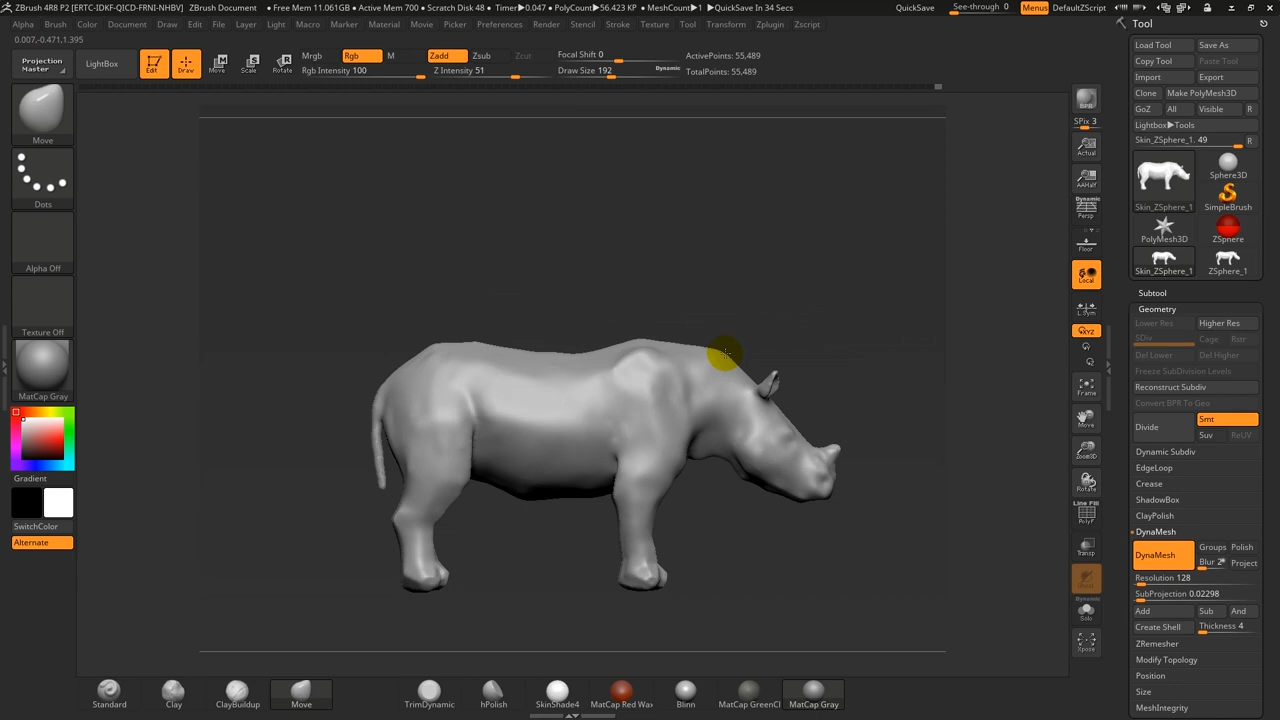 ZBrush 4R8 P2 [ERTC-IDKF-QICD-FRNI-NHBV] ZBrush Document • Free Mem 11.061GB • Active Mem 700 • Scratch Disk 48 • Timer▶0.047 • PolyCount▶56.423 KP • MeshCount▶1 ▶QuickSave In 34 Secs QuickSave See-through 0 Menus DefaultZScript
Alpha Brush Color Document Draw Edit File Layer Light Macro Marker Material Movie Picker Preferences Render Stencil Stroke Texture Tool Transform Zplugin Zscript
0.007,-0.471,1.395
Projection Master
LightBox
Edit
Draw
Move
Scale
Rotate
Mrgb Rgb M
Rgb Intensity 100
Zadd Zsub Zcut
Z Intensity 51
Focal Shift 0
Draw Size 192
Dynamic
ActivePoints: 55,489
TotalPoints: 55,489
Move
Dots
Alpha Off
Texture Off
MatCap Gray
Gradient
SwitchColor
Alternate
BPR
SPix 3
Actual
AAHalf
Dynamic
Persp
Floor
Local
L.Sym
XYZ
Frame
Move
Zoom3D
Rotate
Line Fill
PolyF
Transp
Ghost
Dynamic
Solo
Xpose
Tool
Load Tool Save As
Copy Tool Paste Tool
Import Export
Clone Make PolyMesh3D
GoZ All Visible R
Lightbox▶Tools
Skin_ZSphere_1. 49 R
Skin_ZSphere_1
Sphere3D
SimpleBrush
PolyMesh3D
ZSphere
Skin_ZSphere_1
ZSphere_1
Subtool
Geometry
Lower Res Higher Res
SDiv Cage Rstr
Del Lower Del Higher
Freeze SubDivision Levels
Reconstruct Subdiv
Convert BPR To Geo
Divide Smt
Suv ReUV
Dynamic Subdiv
EdgeLoop
Crease
ShadowBox
ClayPolish
DynaMesh
DynaMesh
Groups Polish
Blur 2 Project
Resolution 128
SubProjection 0.02298
Add Sub And
Create Shell Thickness 4
ZRemesher
Modify Topology
Position
Size
MeshIntegrity
Standard
Clay
ClayBuildup
Move
TrimDynamic
hPolish
SkinShade4
MatCap Red Wax
Blinn
MatCap GreenCl
MatCap Gray